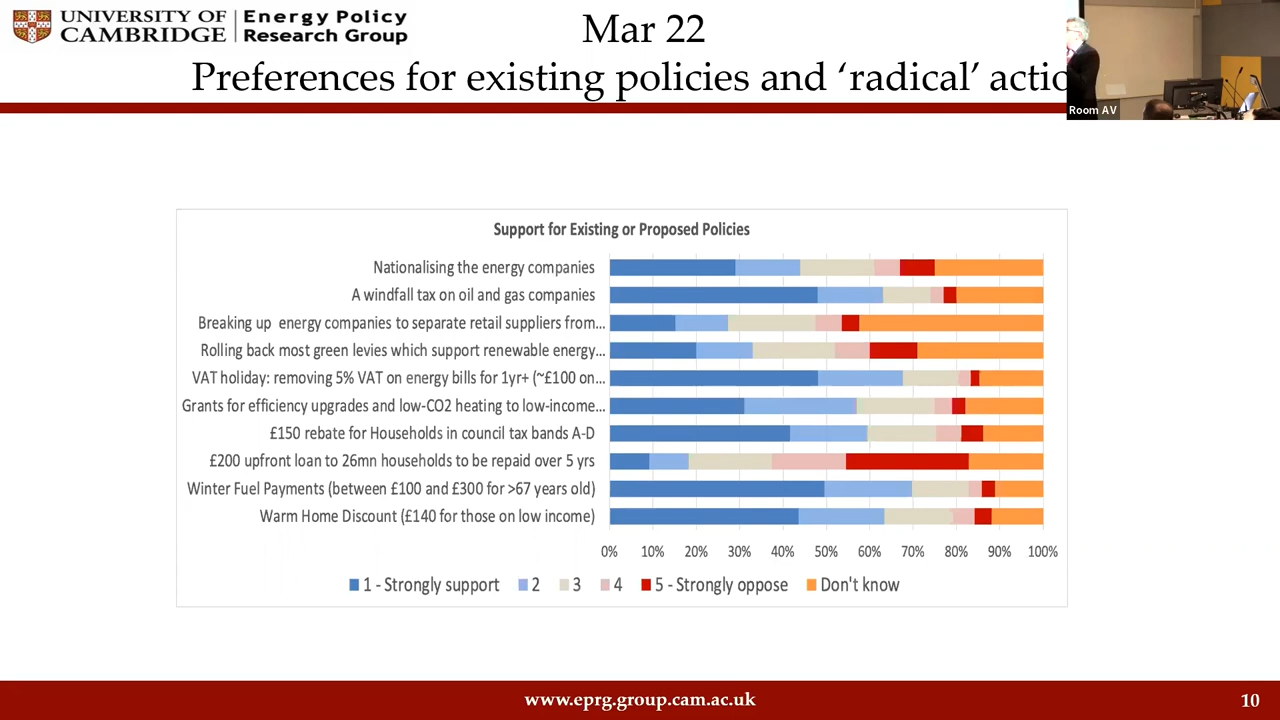 UNIVERSITY OF CAMBRIDGE
Energy Policy Research Group
Mar 22
Preferences for existing policies and ‘radical’ actio
Room AV
Support for Existing or Proposed Policies
Nationalising the energy companies
A windfall tax on oil and gas companies
Breaking up energy companies to separate retail suppliers from...
Rolling back most green levies which support renewable energy...
VAT holiday: removing 5% VAT on energy bills for 1yr+ (~£100 on...
Grants for efficiency upgrades and low-CO2 heating to low-income...
£150 rebate for Households in council tax bands A-D
£200 upfront loan to 26mn households to be repaid over 5 yrs
Winter Fuel Payments (between £100 and £300 for >67 years old)
Warm Home Discount (£140 for those on low income)
0% 10% 20% 30% 40% 50% 60% 70% 80% 90% 100%
1 - Strongly support 2 3 4 5 - Strongly oppose Don't know
www.eprg.group.cam.ac.uk
10